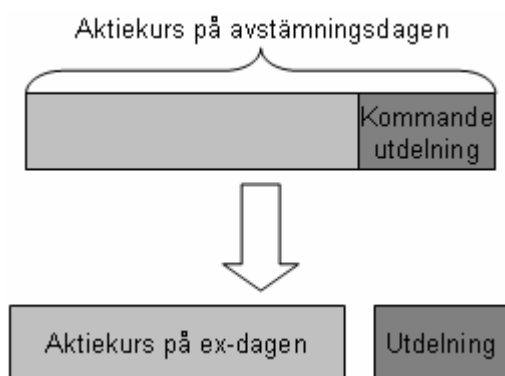 Aktiekurs på avstämningsdagen
Kommande
utdelning
Aktiekurs på ex-dagen
Utdelning